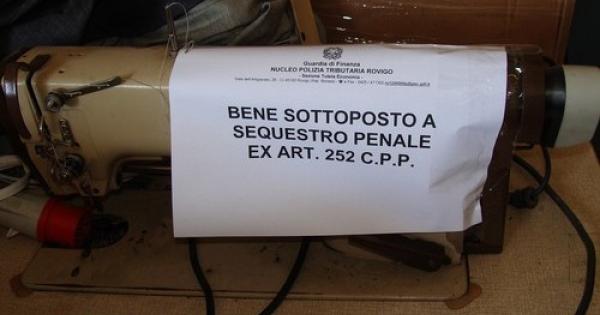 Guardia di Finanza
NUCLEO POLIZIA TRIBUTARIA ROVIGO
- Sezione Tutela Economia -
BENE SOTTOPOSTO A
SEQUESTRO PENALE
EX ART. 252 C.P.P.